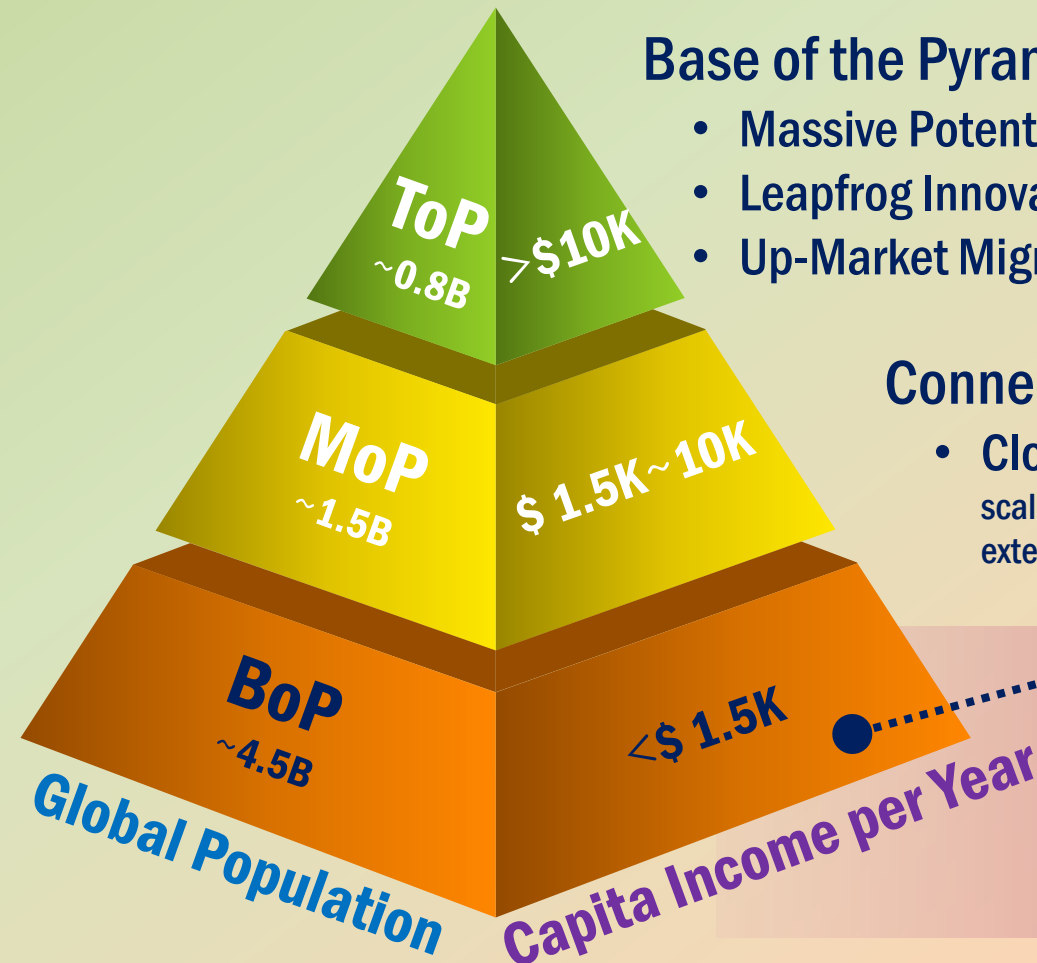 Base of the Pyram
• Massive Potent
• Leapfrog Innova
• Up-Market Migr
Conne
• Clo
scal
exte
ToP
~0.8B
>$10K
MoP
~1.5B
$ 1.5K~10K
BoP
~4.5B
<$ 1.5K
Global Population
Capita Income per Year